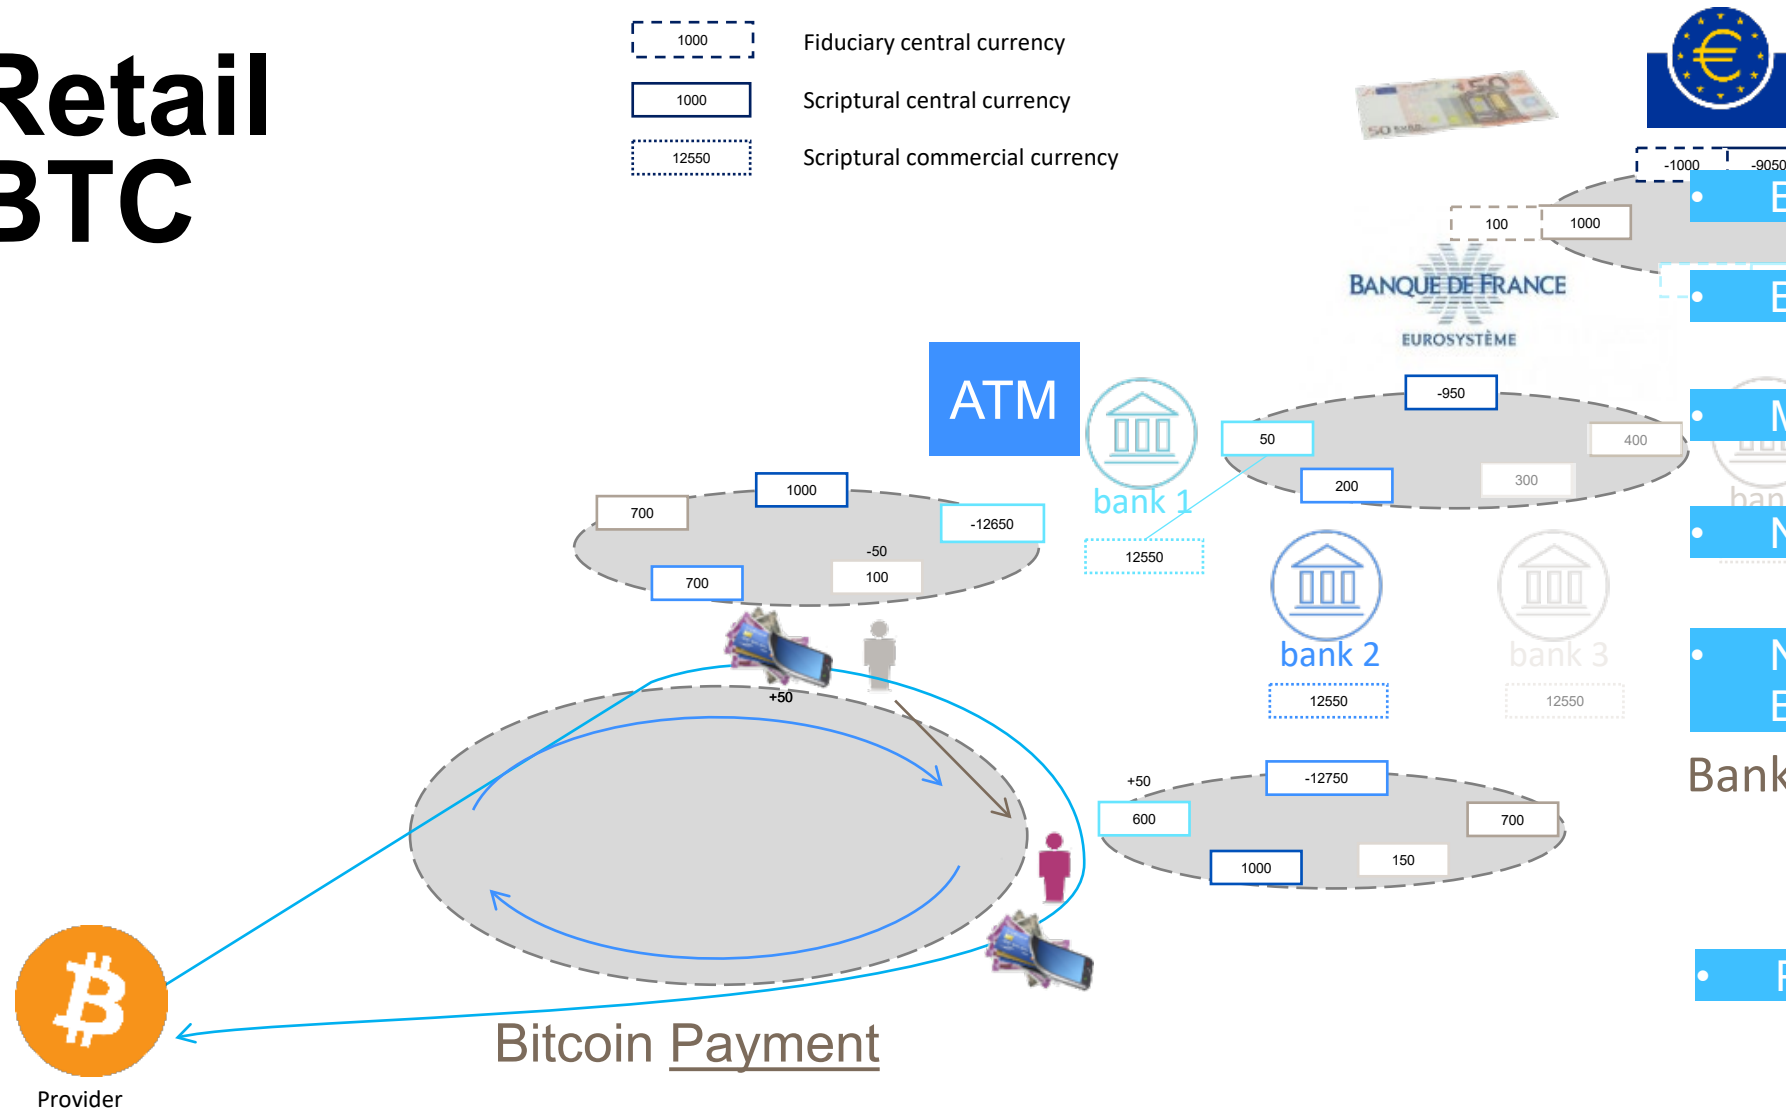 Retail
BTC
1000
Fiduciary central currency
1000
Scriptural central currency
12550
Scriptural commercial currency
50 EURO
-1000
-9050
100
1000
BANQUE DE FRANCE
EUROSYSTÈME
ATM
-950
50
400
200
300
bank 1
12550
700
1000
-12650
-50
700
100
bank 2
bank 3
12550
12550
+50
+50
-12750
600
700
1000
150
Bank
Bitcoin Payment
Provider